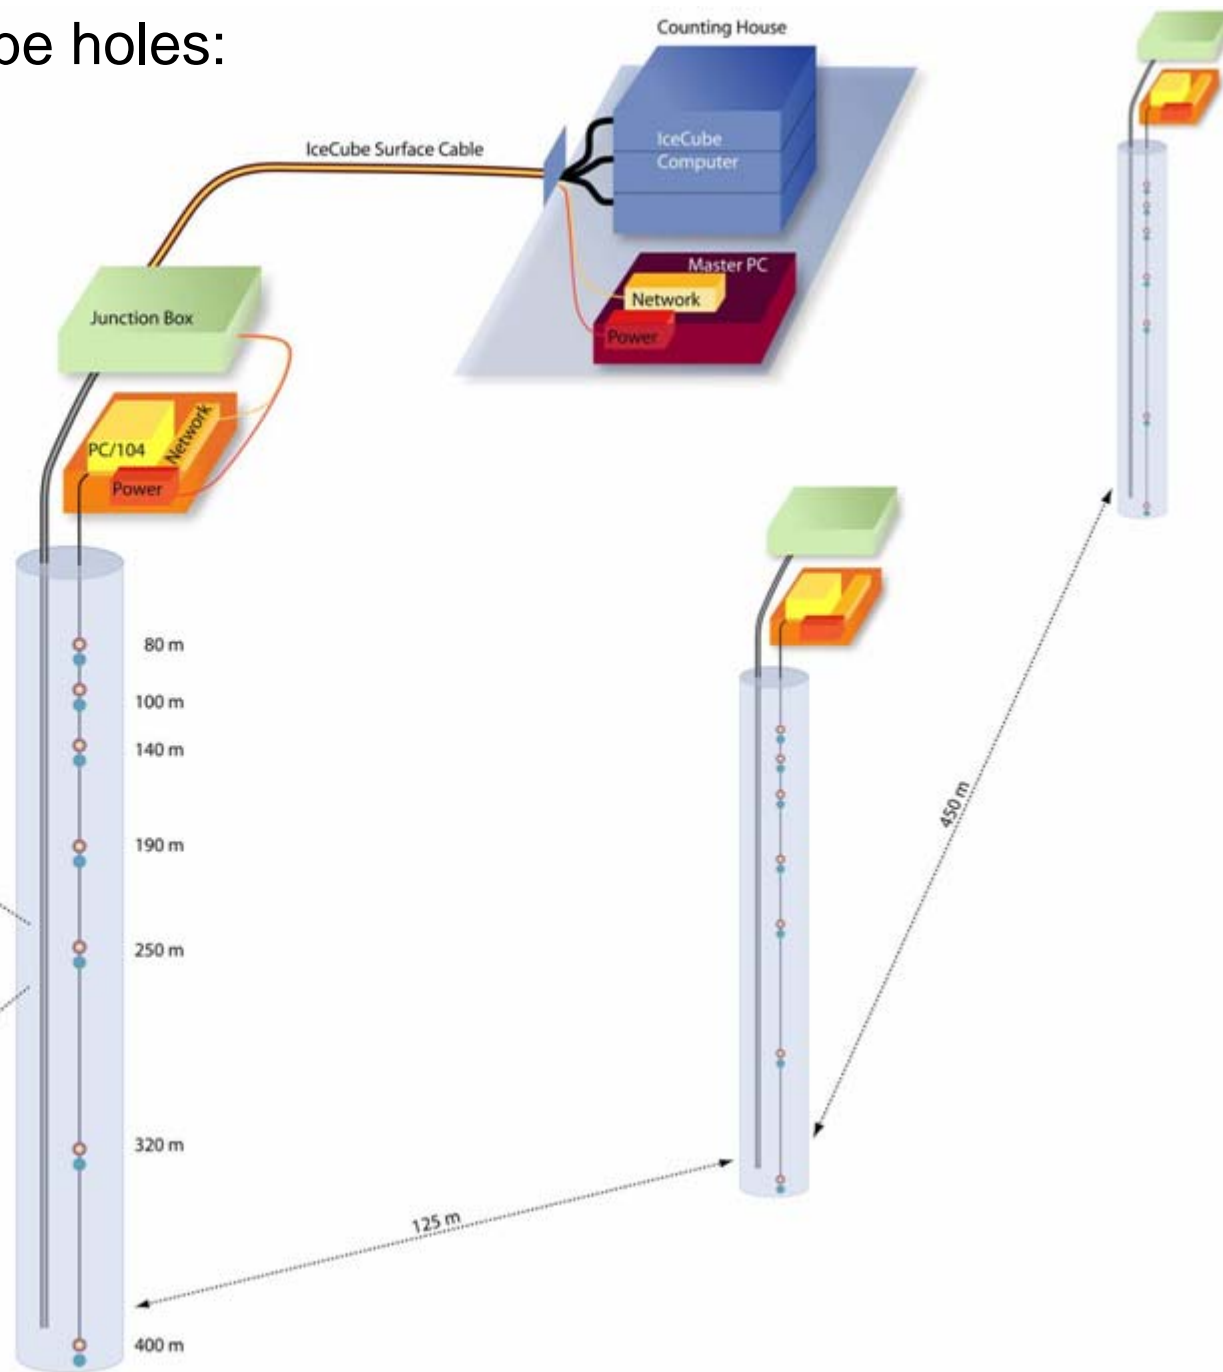 be holes:
Counting House
IceCube Surface Cable
IceCube
Computer
Master PC
Network
Power
Junction Box
PC/104
Network
Power
80 m
100 m
140 m
190 m
250 m
320 m
400 m
125 m
450 m